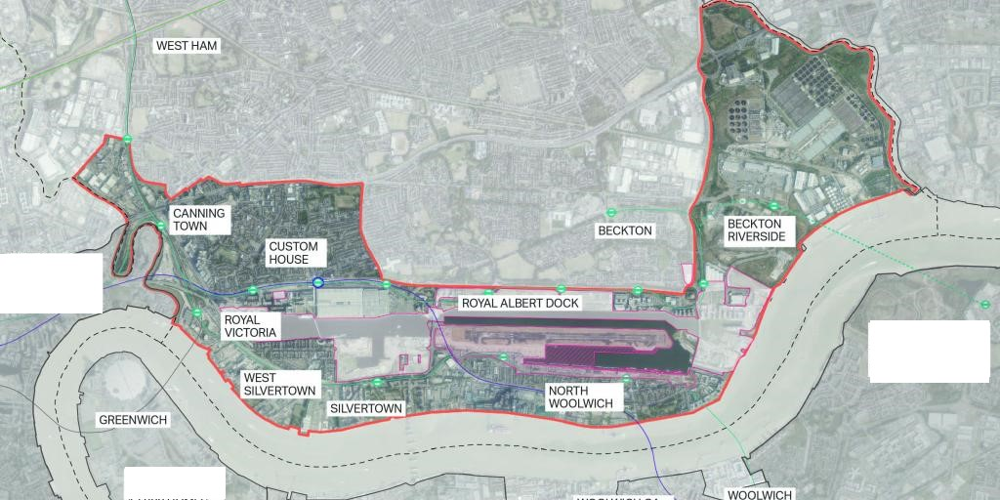 WEST HAM
CANNING
TOWN
CUSTOM
HOUSE
BECKTON
BECKTON
RIVERSIDE
ROYAL ALBERT DOCK
ROYAL
VICTORIA
WEST
SILVERTOWN
SILVERTOWN
NORTH
WOOLWICH
GREENWICH
WOOLWICH